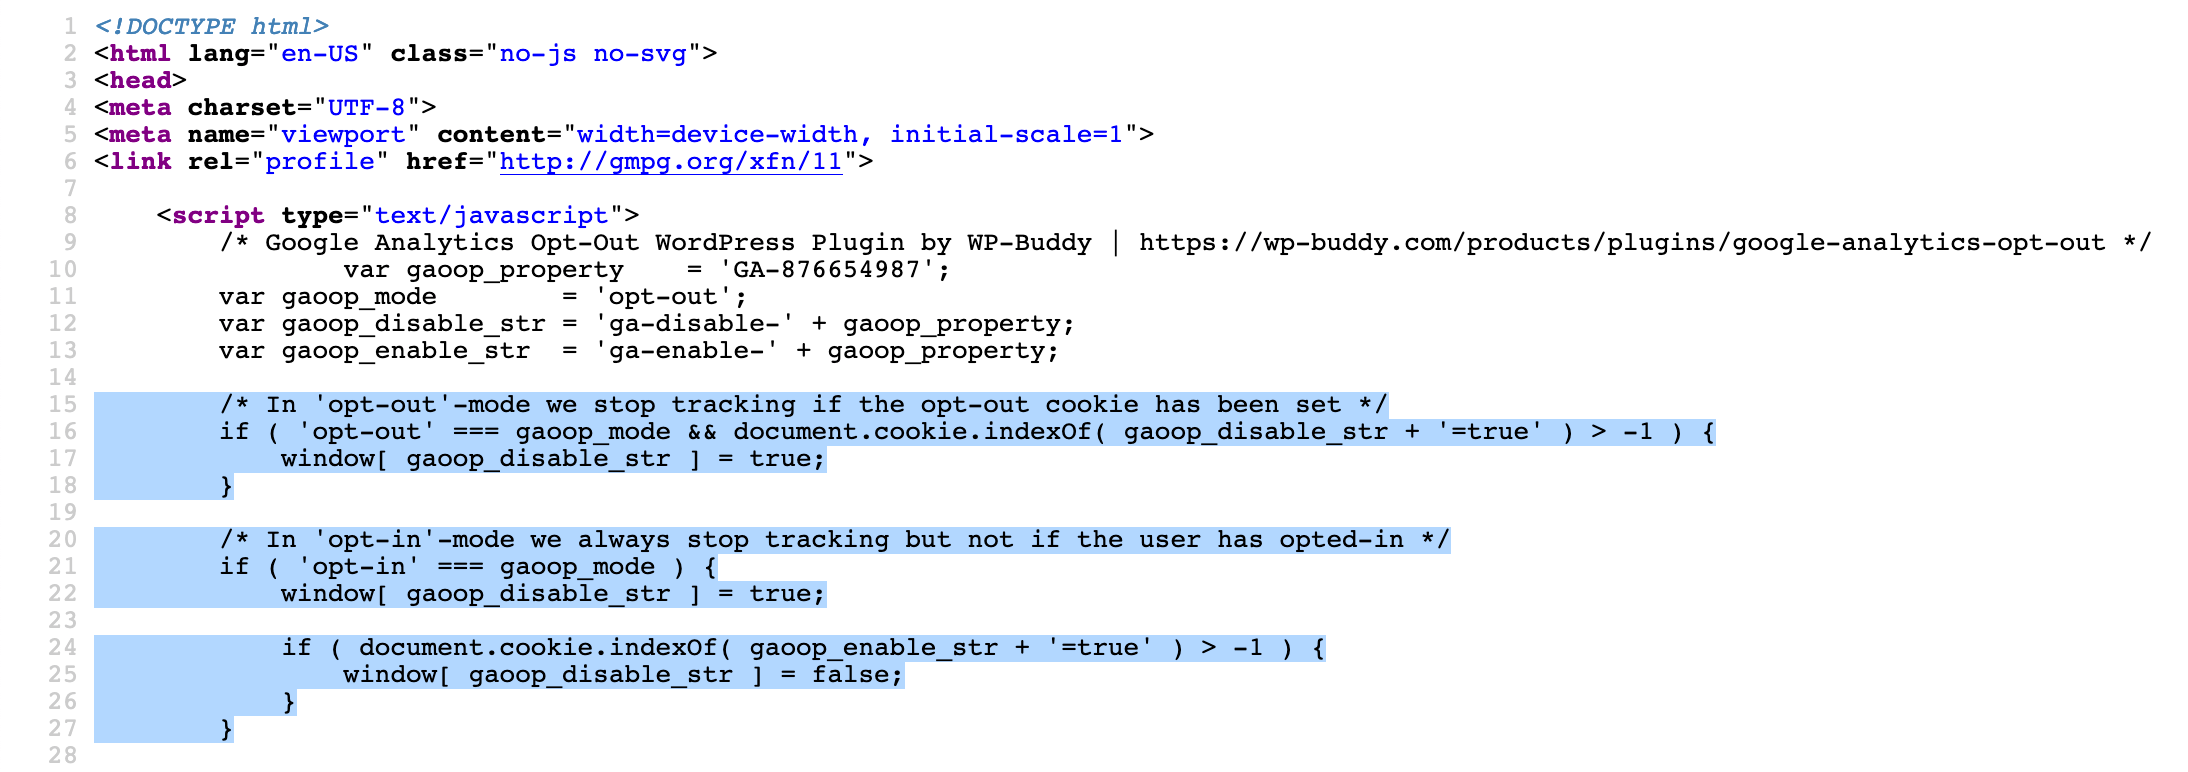 1 <!DOCTYPE html>
2 <html lang="en-US" class="no-js no-svg">
3 <head>
4 <meta charset="UTF-8">
5 <meta name="viewport" content="width=device-width, initial-scale=1">
6 <link rel="profile" href="http://gmpg.org/xfn/11">
7
8     <script type="text/javascript">
9         /* Google Analytics Opt-Out WordPress Plugin by WP-Buddy | https://wp-buddy.com/products/plugins/google-analytics-opt-out */
10                 var gaoop_property    = 'GA-876654987';
11         var gaoop_mode        = 'opt-out';
12         var gaoop_disable_str = 'ga-disable-' + gaoop_property;
13         var gaoop_enable_str  = 'ga-enable-' + gaoop_property;
14
15         /* In 'opt-out'-mode we stop tracking if the opt-out cookie has been set */
16         if ( 'opt-out' === gaoop_mode && document.cookie.indexOf( gaoop_disable_str + '=true' ) > -1 ) {
17             window[ gaoop_disable_str ] = true;
18         }
19
20         /* In 'opt-in'-mode we always stop tracking but not if the user has opted-in */
21         if ( 'opt-in' === gaoop_mode ) {
22             window[ gaoop_disable_str ] = true;
23
24             if ( document.cookie.indexOf( gaoop_enable_str + '=true' ) > -1 ) {
25                 window[ gaoop_disable_str ] = false;
26             }
27         }
28